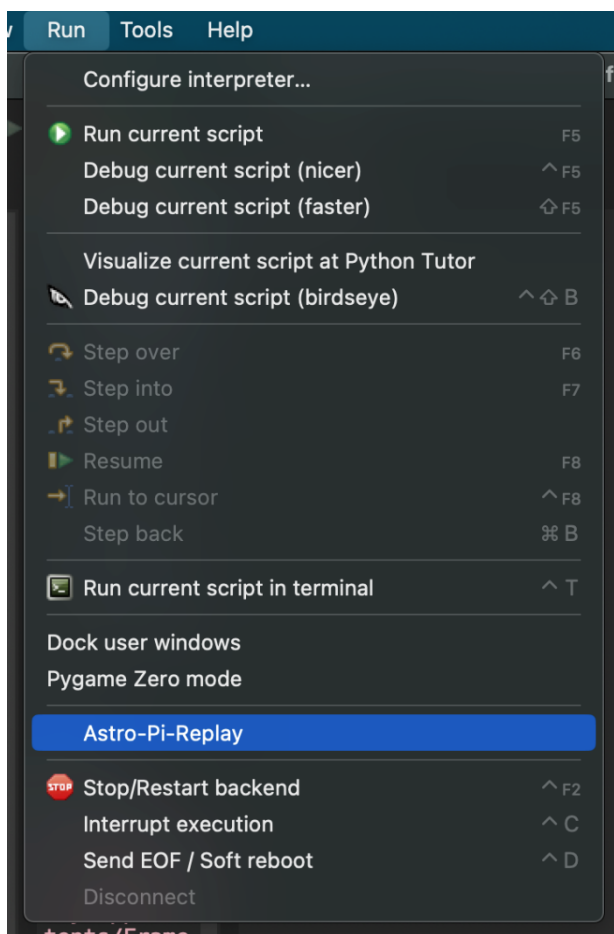 Run Tools Help
Configure interpreter...
Run current script F5
Debug current script (nicer) ^ F5
Debug current script (faster) ⇧ F5
Visualize current script at Python Tutor
Debug current script (birdseye) ^ ⇧ B
Step over F6
Step into F7
Step out
Resume F8
Run to cursor ^ F8
Step back ⌘ B
Run current script in terminal ^ T
Dock user windows
Pygame Zero mode
Astro-Pi-Replay
STOP Stop/Restart backend ^ F2
Interrupt execution ^ C
Send EOF / Soft reboot ^ D
Disconnect